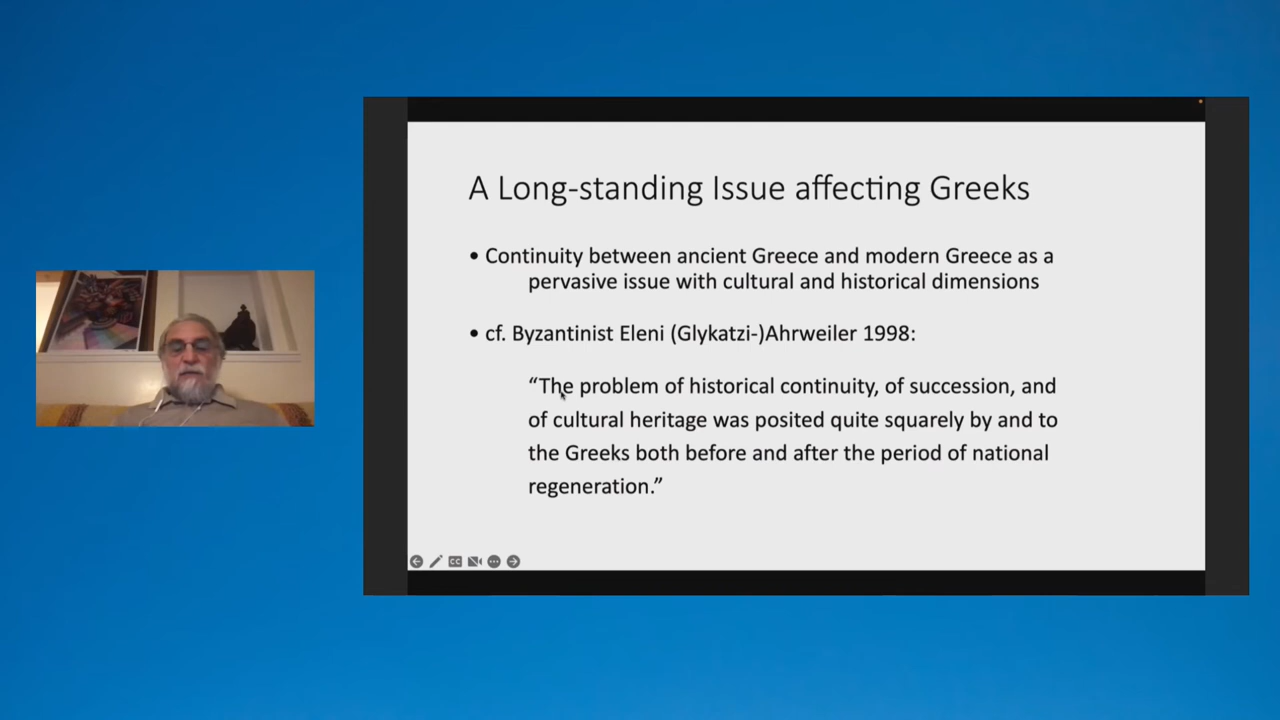 A Long-standing Issue affecting Greeks
• Continuity between ancient Greece and modern Greece as a
pervasive issue with cultural and historical dimensions
• cf. Byzantinist Eleni (Glykatzi-)Ahrweiler 1998:
“The problem of historical continuity, of succession, and
of cultural heritage was posited quite squarely by and to
the Greeks both before and after the period of national
regeneration.”
CC